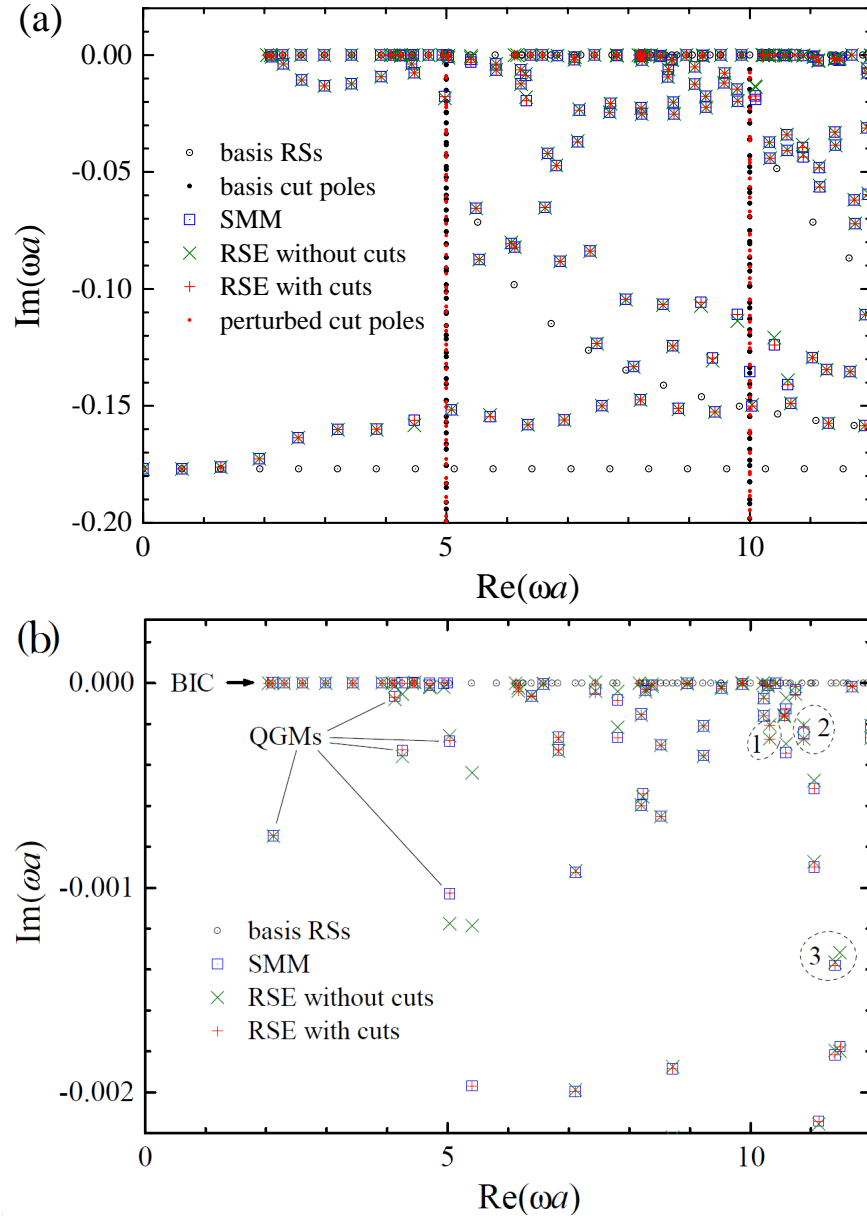 (a)
0.00
-0.05
-0.10
-0.15
-0.20
Im(ωa)
basis RSs
basis cut poles
SMM
RSE without cuts
RSE with cuts
perturbed cut poles
0
5
10
Re(ωa)
(b)
0.000
-0.001
-0.002
Im(ωa)
BIC
QGMs
1
2
3
basis RSs
SMM
RSE without cuts
RSE with cuts
0
5
10
Re(ωa)